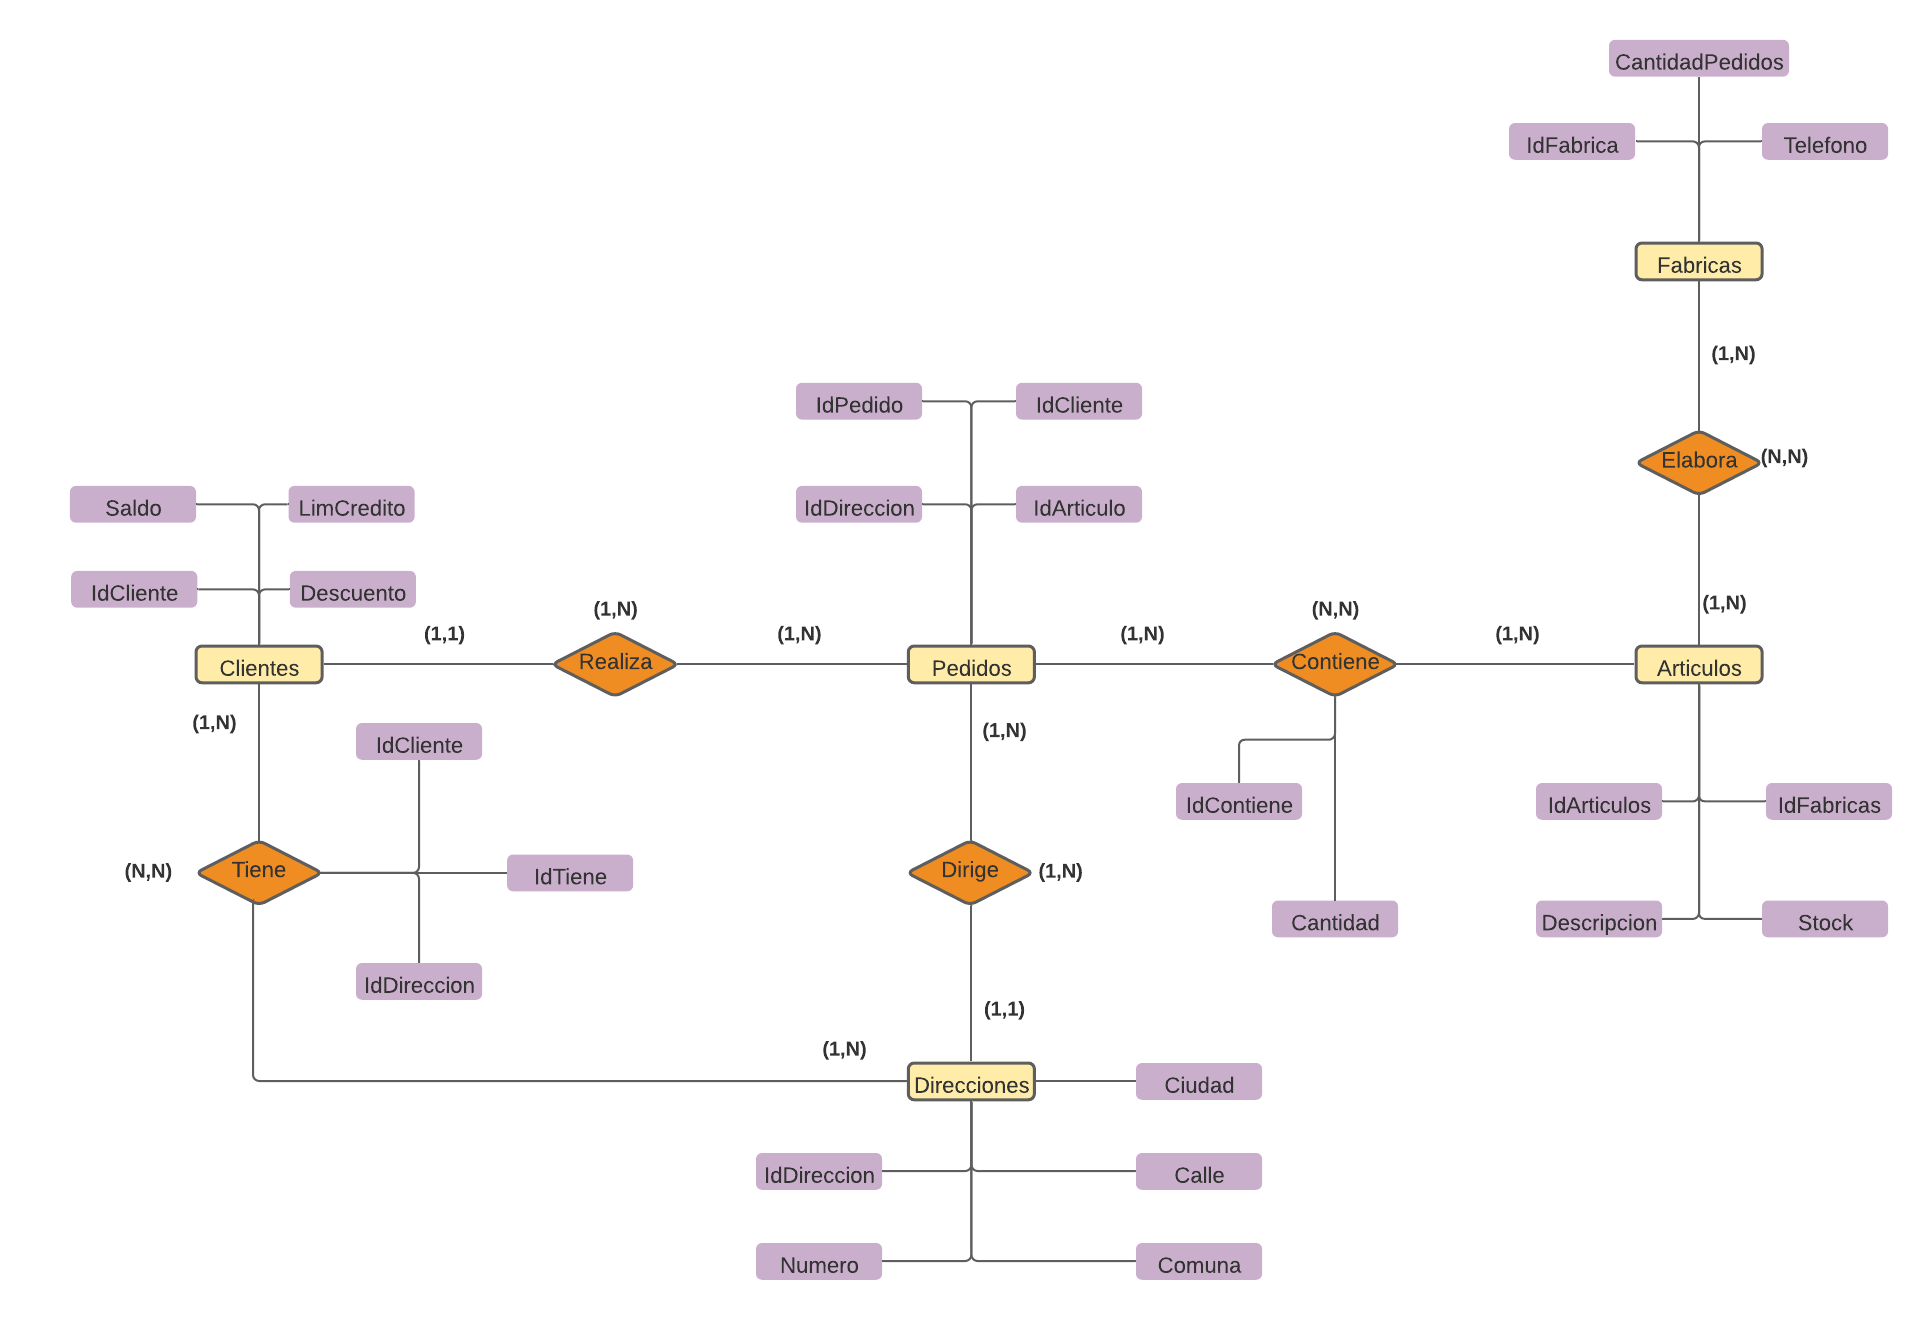 CantidadPedidos
IdFabrica
Telefono
Fabricas
(1,N)
IdPedido
IdCliente
Elabora
(N,N)
Saldo
LimCredito
IdDireccion
IdArticulo
IdCliente
Descuento
(1,N)
(1,N)
(N,N)
(1,1)
(1,N)
(1,N)
(1,N)
Clientes
Realiza
Pedidos
Contiene
Articulos
(1,N)
(1,N)
IdCliente
IdContiene
IdArticulos
IdFabricas
(N,N)
Tiene
IdTiene
Dirige
(1,N)
Cantidad
Descripcion
Stock
IdDireccion
(1,1)
(1,N)
Direcciones
Ciudad
IdDireccion
Calle
Numero
Comuna